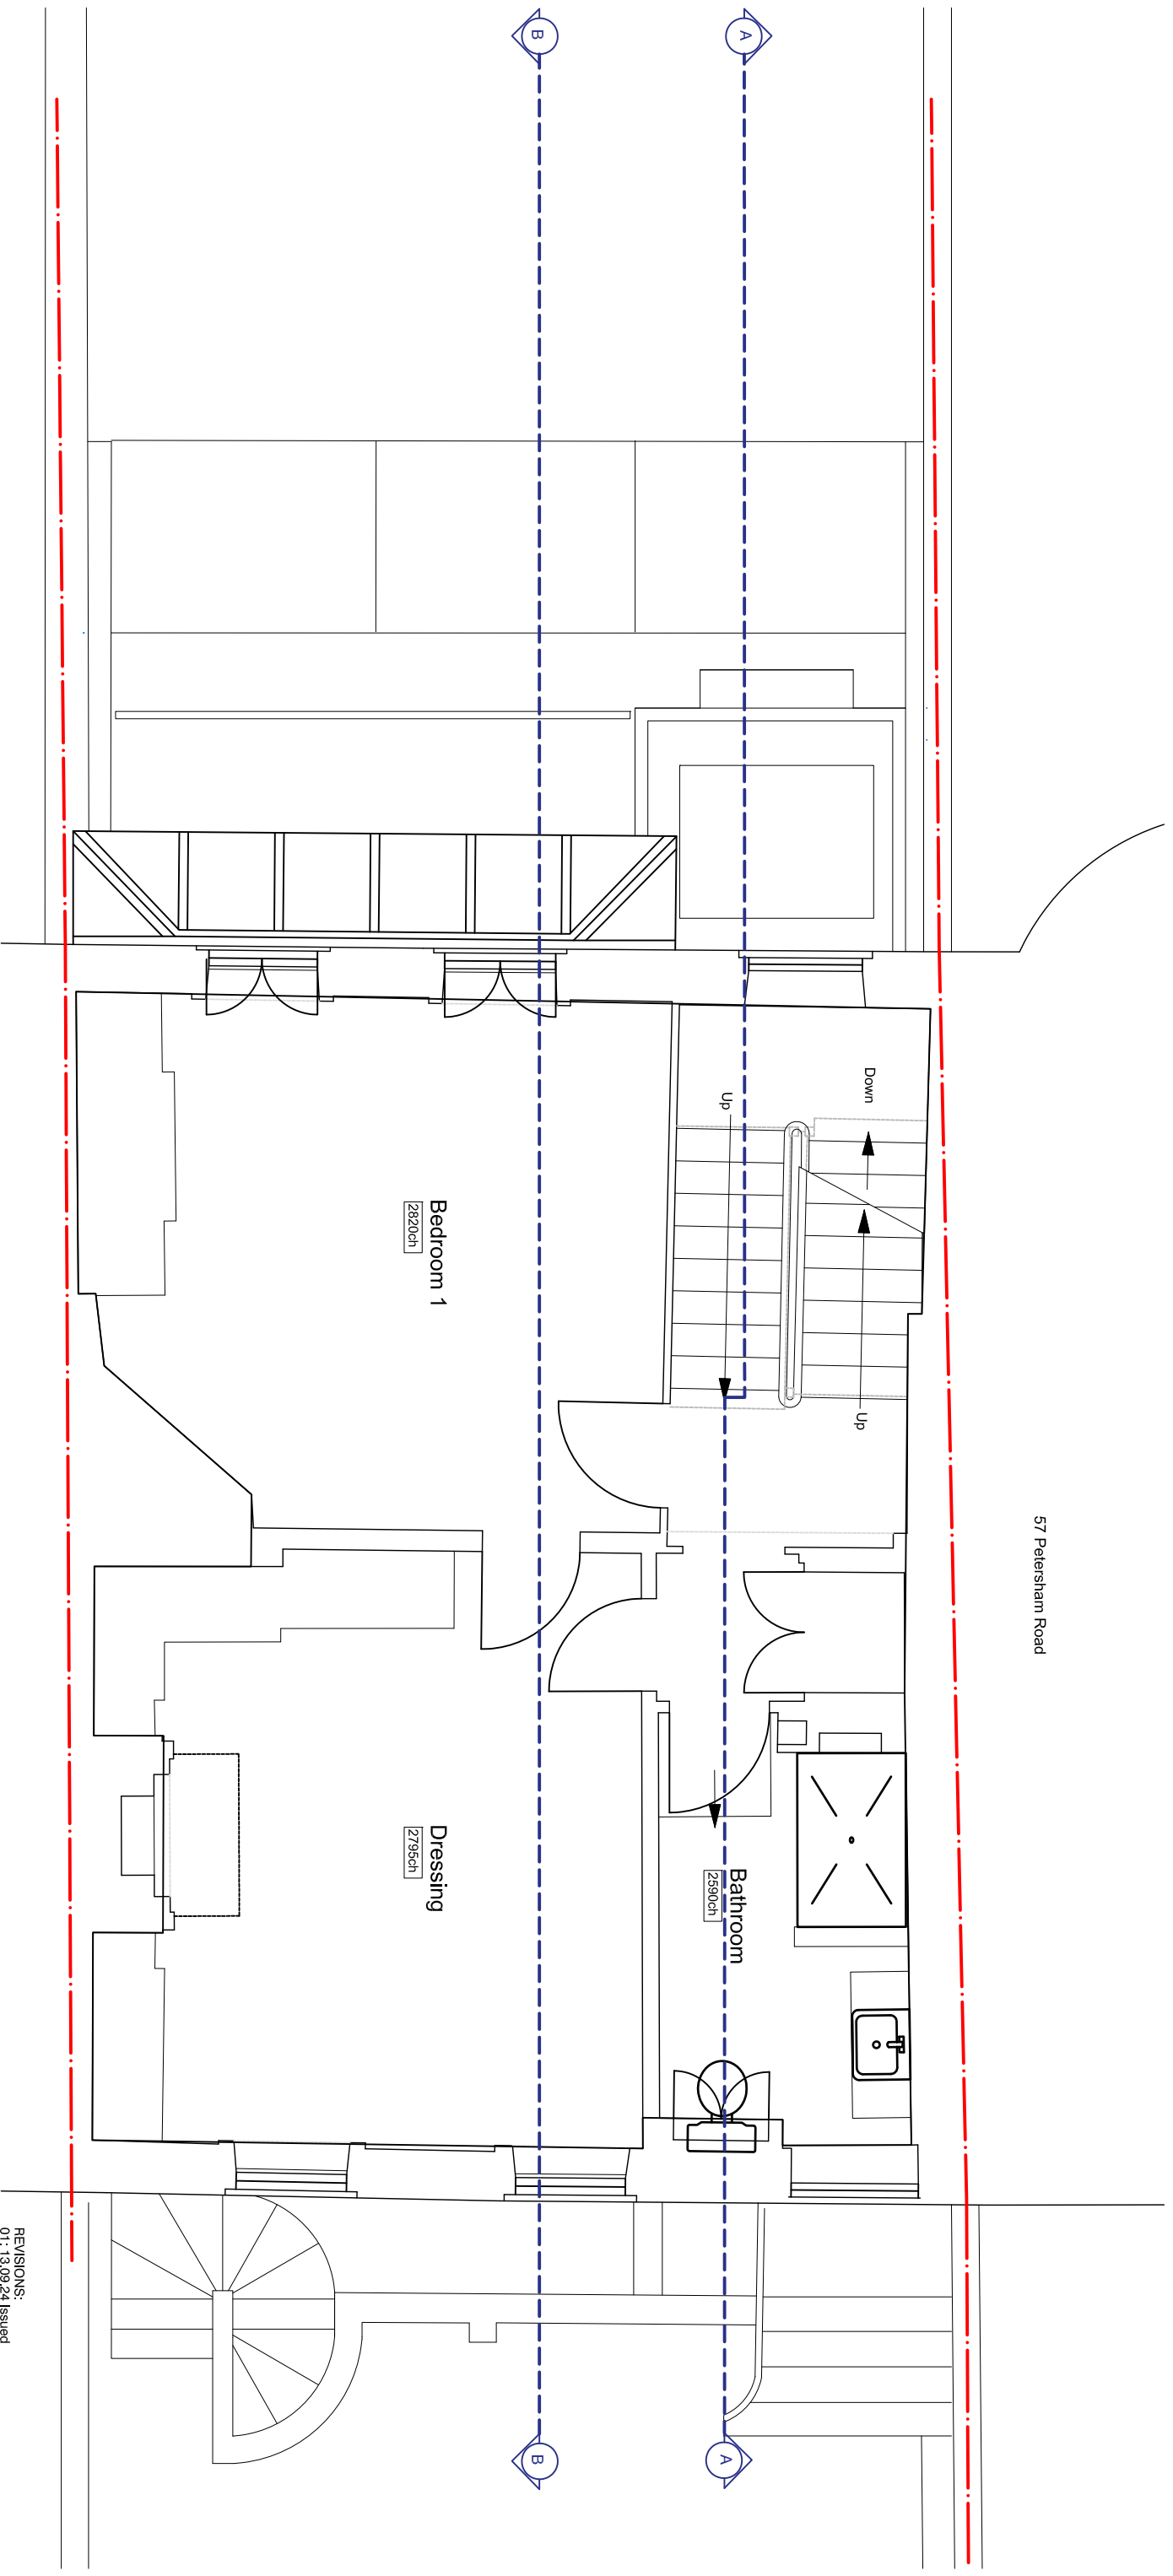 57 Petersham Road
A
B
Down
Up
Up
Bedroom 1
2820ch
Bathroom
2590ch
Dressing
2795ch
A
B
REVISIONS:
01: 13.09.24 Issued